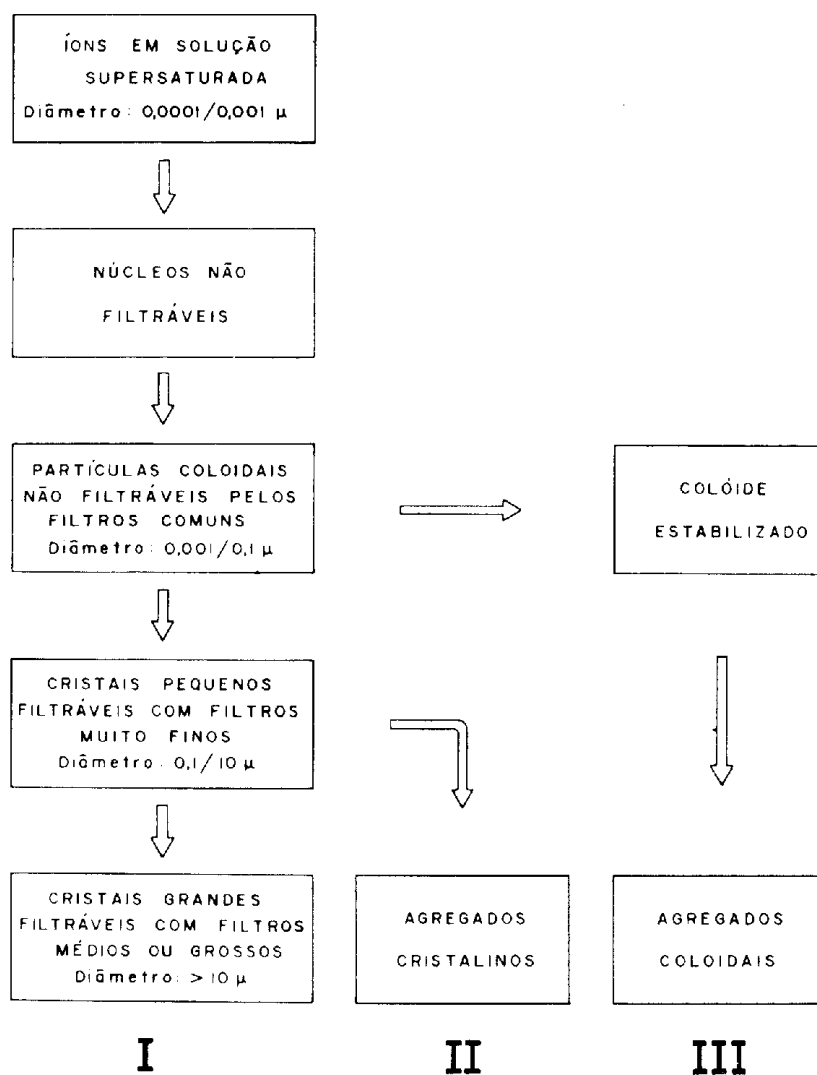 ÍONS EM SOLUÇÃO
SUPERSATURADA
Diâmetro: 0,0001/0,001 µ
NÚCLEOS NÃO
FILTRÁVEIS
PARTÍCULAS COLOIDAIS
NÃO FILTRÁVEIS PELOS
FILTROS COMUNS
Diâmetro: 0,001/0,1 µ
COLÓIDE
ESTABILIZADO
CRISTAIS PEQUENOS
FILTRÁVEIS COM FILTROS
MUITO FINOS
Diâmetro: 0,1/10 µ
CRISTAIS GRANDES
FILTRÁVEIS COM FILTROS
MÉDIOS OU GROSSOS
Diâmetro: > 10 µ
AGREGADOS
CRISTALINOS
AGREGADOS
COLOIDAIS
I
II
III